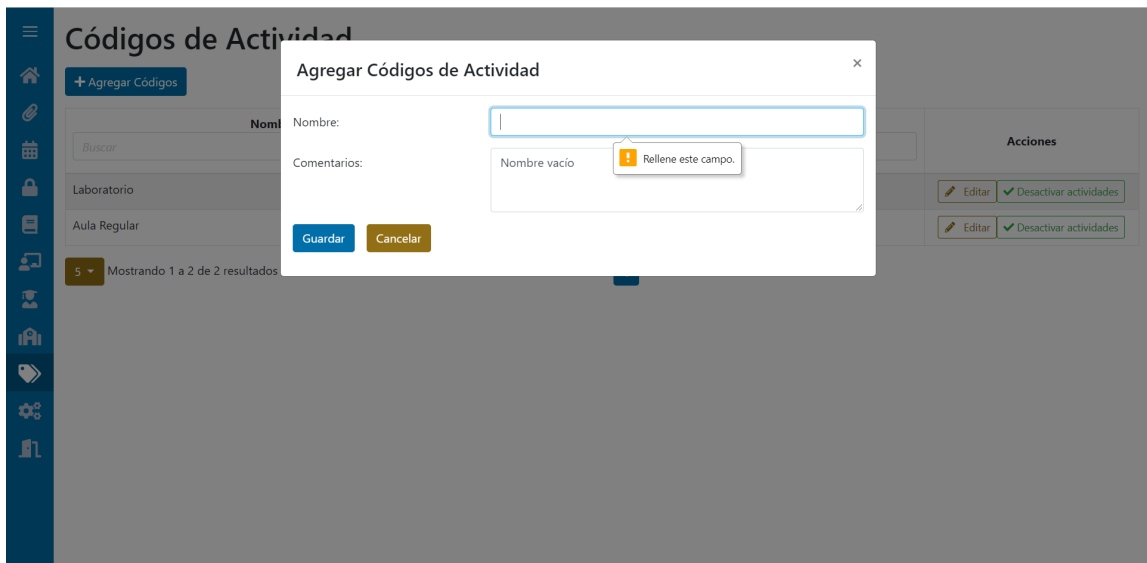 Códigos de Actividad
Agregar Códigos de Actividad ×
+ Agregar Códigos
Nombre:
Buscar
Acciones
Rellene este campo.
Comentarios:
Nombre vacío
Laboratorio
Editar Desactivar actividades
Aula Regular
Editar Desactivar actividades
Guardar Cancelar
5 Mostrando 1 a 2 de 2 resultados